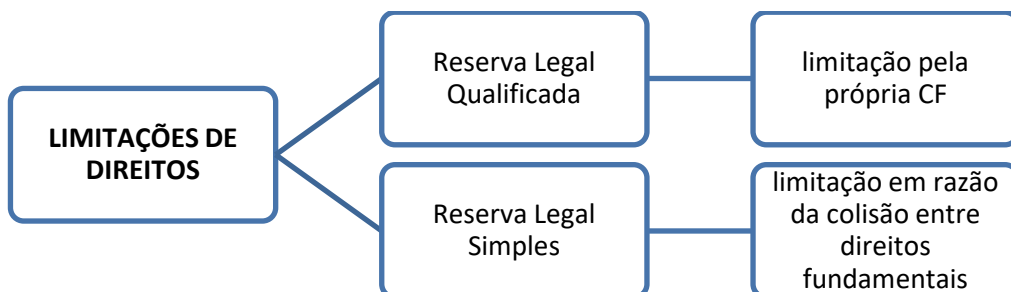 LIMITAÇÕES DE
DIREITOS
Reserva Legal
Qualificada
limitação pela
própria CF
Reserva Legal
Simples
limitação em razão
da colisão entre
direitos
fundamentais